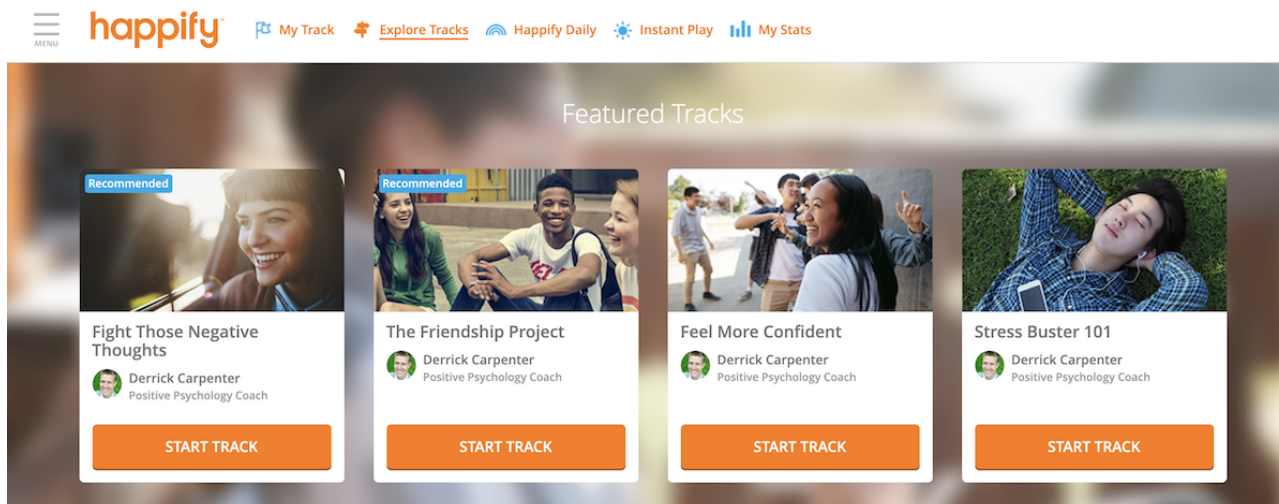 MENU
happify
My Track
Explore Tracks
Happify Daily
Instant Play
My Stats
Featured Tracks
Recommended
Fight Those Negative
Thoughts
Derrick Carpenter
Positive Psychology Coach
START TRACK
Recommended
The Friendship Project
Derrick Carpenter
Positive Psychology Coach
START TRACK
Feel More Confident
Derrick Carpenter
Positive Psychology Coach
START TRACK
Stress Buster 101
Derrick Carpenter
Positive Psychology Coach
START TRACK